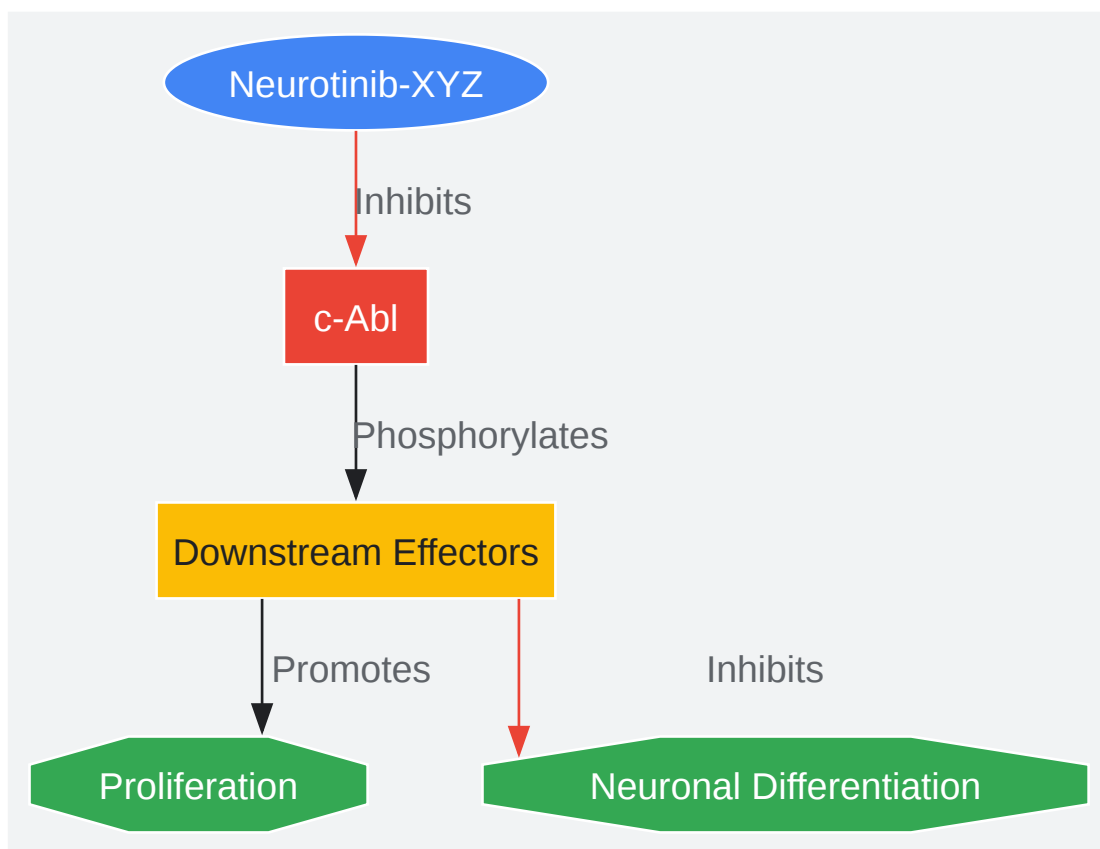 Neurotinib-XYZ
Inhibits
c-Abl
Phosphorylates
Downstream Effectors
Promotes
Inhibits
Proliferation
Neuronal Differentiation